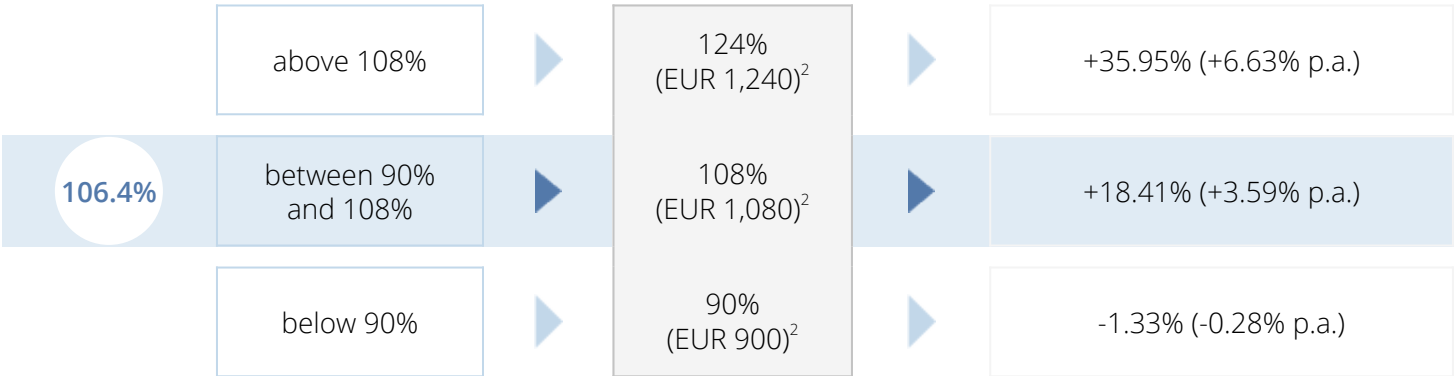 above 108%
124%
(EUR 1,240)²
+35.95% (+6.63% p.a.)
106.4%
between 90%
and 108%
108%
(EUR 1,080)²
+18.41% (+3.59% p.a.)
below 90%
90%
(EUR 900)²
-1.33% (-0.28% p.a.)